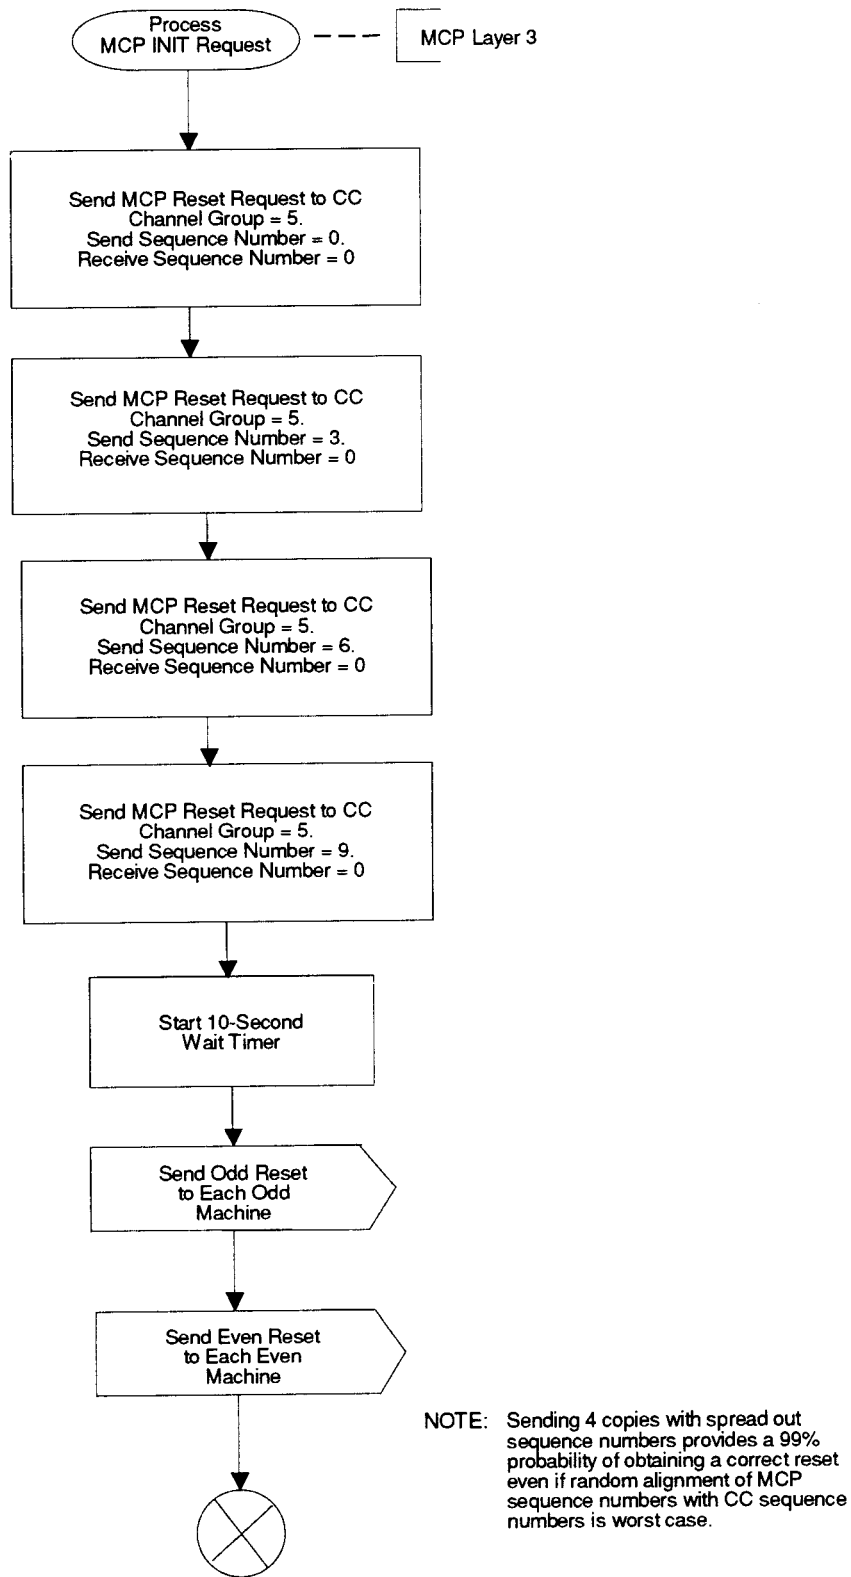 Process
MCP INIT Request
MCP Layer 3
Send MCP Reset Request to CC
Channel Group = 5.
Send Sequence Number = 0.
Receive Sequence Number = 0
Send MCP Reset Request to CC
Channel Group = 5.
Send Sequence Number = 3.
Receive Sequence Number = 0
Send MCP Reset Request to CC
Channel Group = 5.
Send Sequence Number = 6.
Receive Sequence Number = 0
Send MCP Reset Request to CC
Channel Group = 5.
Send Sequence Number = 9.
Receive Sequence Number = 0
Start 10-Second
Wait Timer
Send Odd Reset
to Each Odd
Machine
Send Even Reset
to Each Even
Machine
NOTE: Sending 4 copies with spread out
sequence numbers provides a 99%
probability of obtaining a correct reset
even if random alignment of MCP
sequence numbers with CC sequence
numbers is worst case.